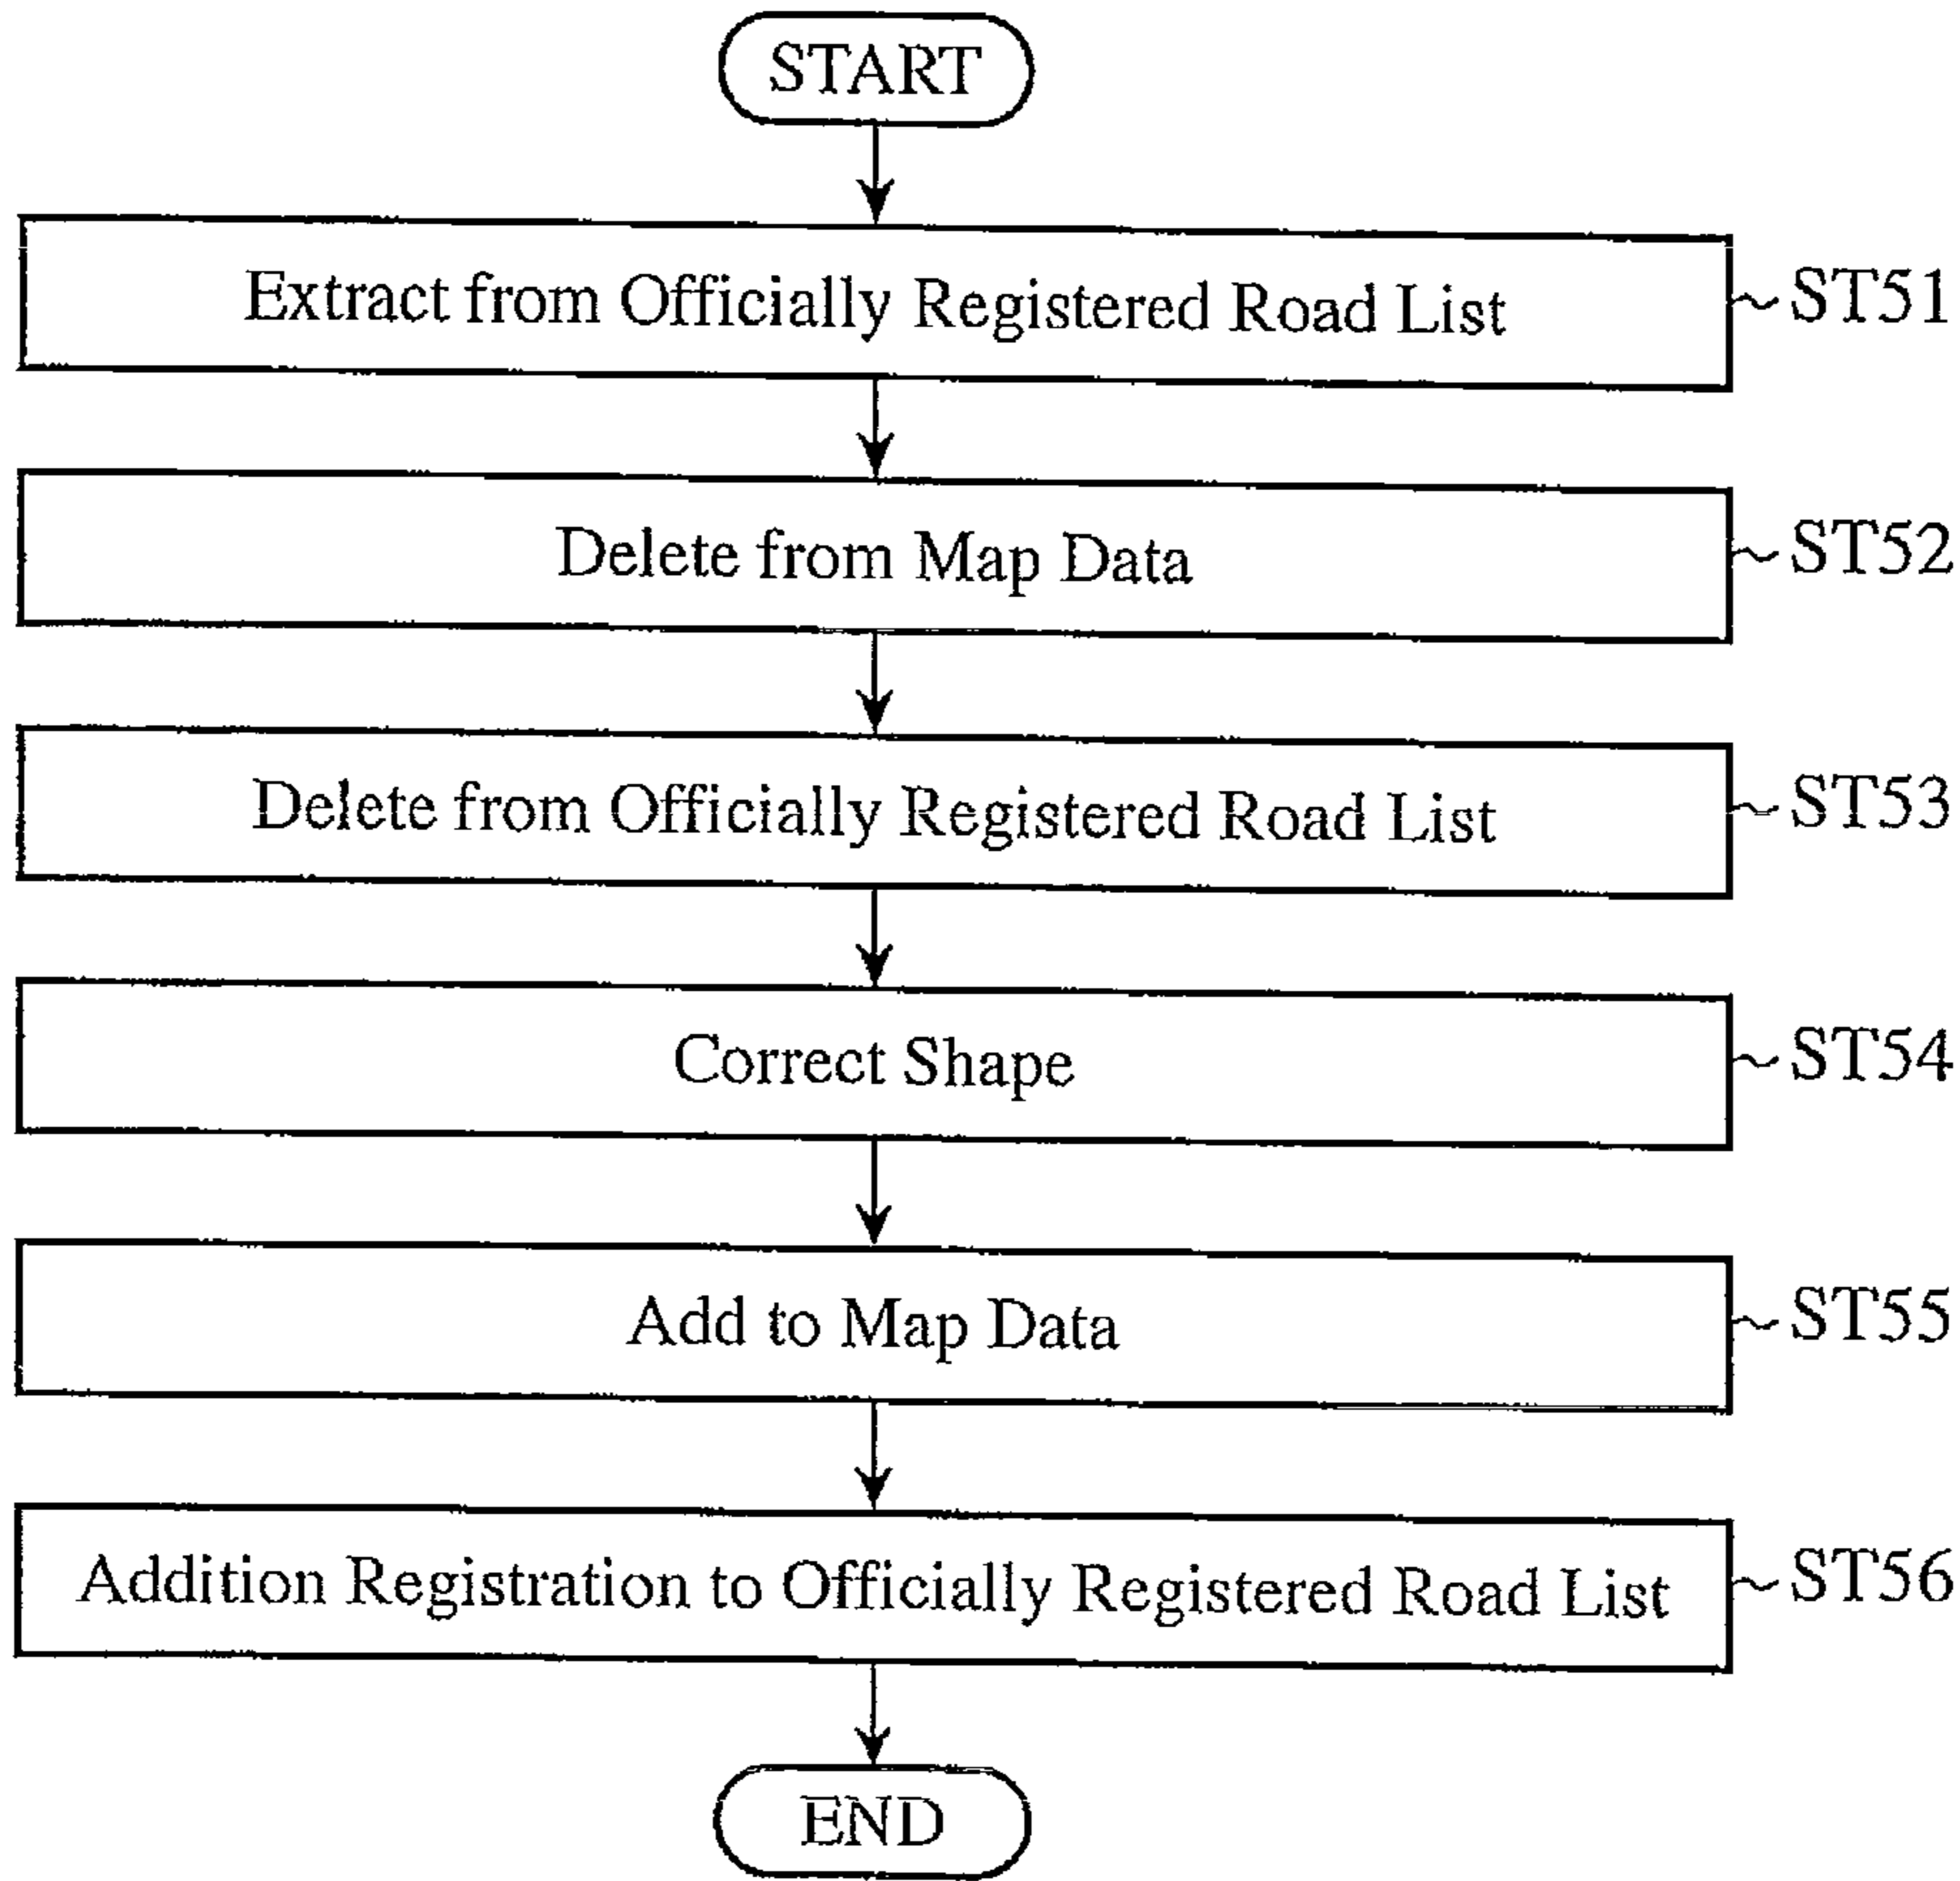 START
Extract from Officially Registered Road List
ST51
Delete from Map Data
ST52
Delete from Officially Registered Road List
ST53
Correct Shape
ST54
Add to Map Data
ST55
Addition Registration to Officially Registered Road List
ST56
END